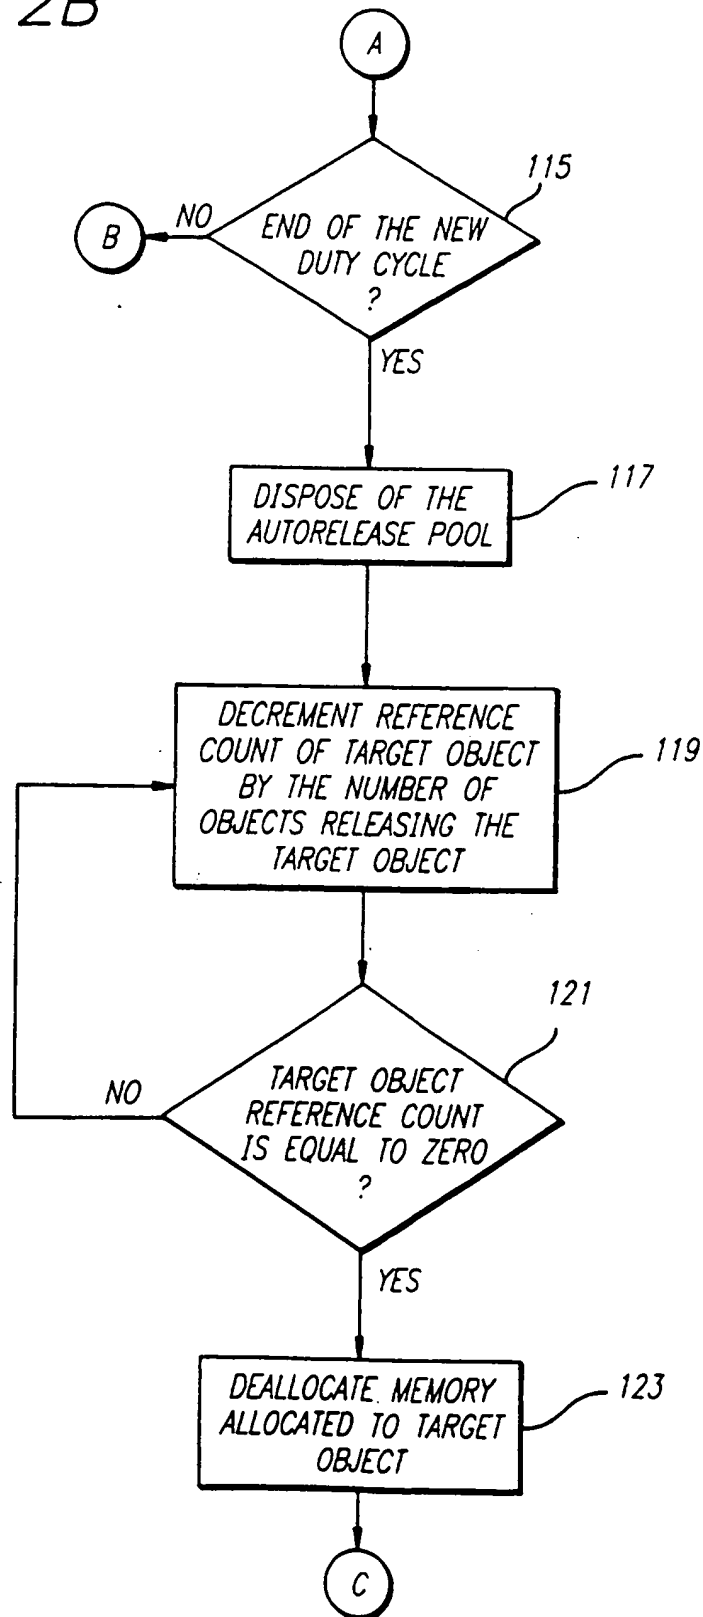 2B
A
115
NO
B
END OF THE NEW
DUTY CYCLE
?
YES
117
DISPOSE OF THE
AUTORELEASE POOL
DECREMENT REFERENCE
COUNT OF TARGET OBJECT
BY THE NUMBER OF
OBJECTS RELEASING THE
TARGET OBJECT
119
121
NO
TARGET OBJECT
REFERENCE COUNT
IS EQUAL TO ZERO
?
YES
DEALLOCATE MEMORY
ALLOCATED TO TARGET
OBJECT
123
C